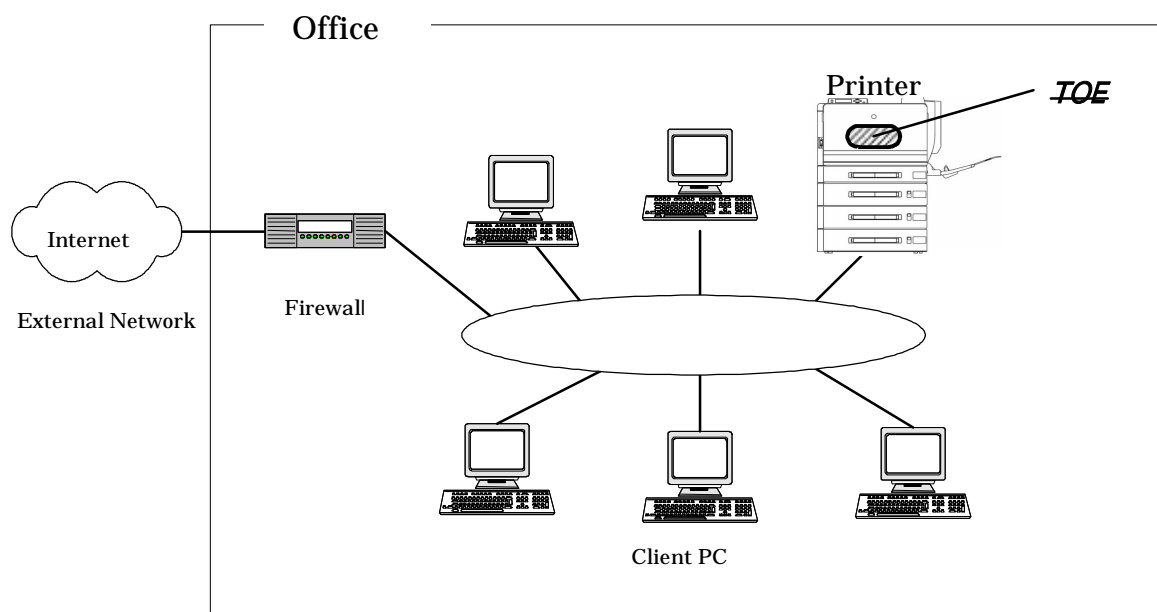 Office
Printer
TOE
Internet
Firewall
External Network
Client PC